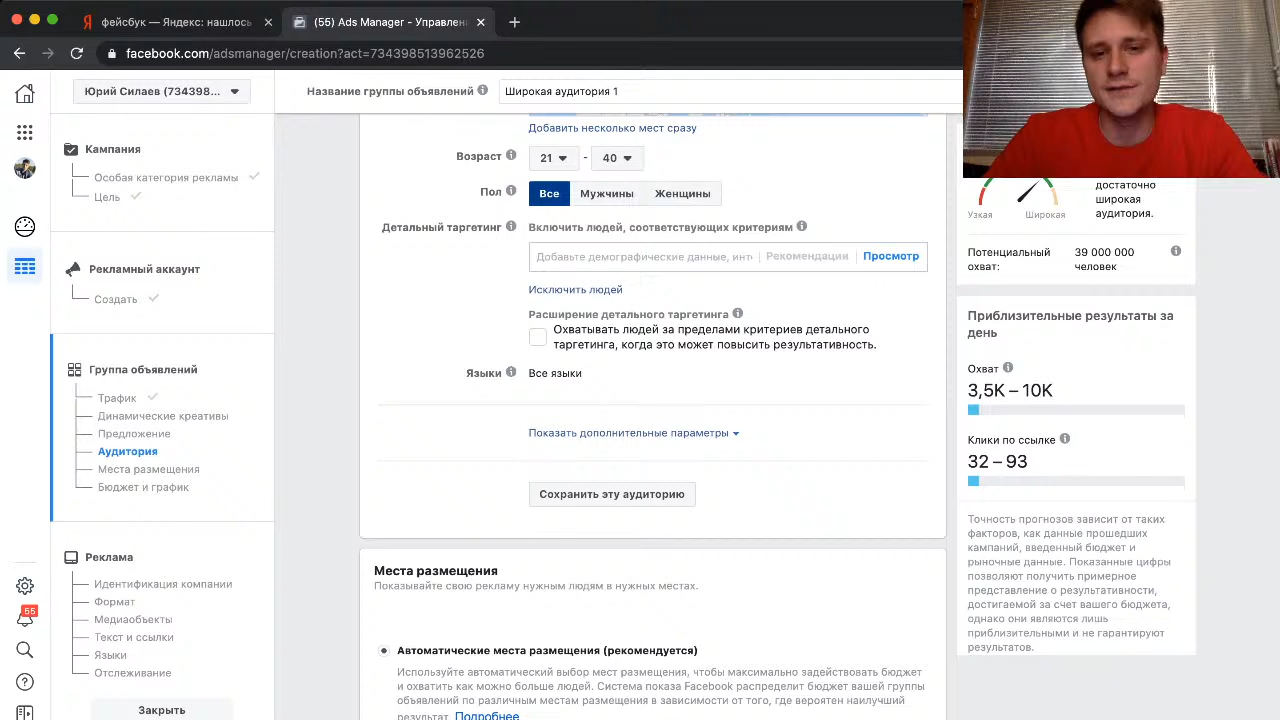 фейсбук — Яндекс: нашлось
(55) Ads Manager - Управлен
facebook.com/adsmanager/creation?act=734398513962526
Юрий Силаев (734398...
Название группы объявлений
Широкая аудитория 1
Кампания
Особая категория рекламы
Цель
Рекламный аккаунт
Создать
Группа объявлений
Трафик
Динамические креативы
Предложение
Аудитория
Места размещения
Бюджет и график
Реклама
Идентификация компании
Формат
Медиаобъекты
Текст и ссылки
Языки
Отслеживание
Закрыть
55
Добавить несколько мест сразу
Возраст
21 - 40
Пол
Все Мужчины Женщины
Детальный таргетинг
Включить людей, соответствующих критериям
Добавьте демографические данные, инт
Рекомендации
Просмотр
Исключить людей
Расширение детального таргетинга
Охватывать людей за пределами критериев детального
таргетинга, когда это может повысить результативность.
Языки
Все языки
Показать дополнительные параметры
Сохранить эту аудиторию
Места размещения
Показывайте свою рекламу нужным людям в нужных местах.
Автоматические места размещения (рекомендуется)
Используйте автоматический выбор мест размещения, чтобы максимально задействовать бюджет
и охватить как можно больше людей. Система показа Facebook распределит бюджет вашей группы
объявлений по различным местам размещения в зависимости от того, где вероятен наилучший
результат. Подробнее
достаточно
широкая
аудитория.
Узкая
Широкая
Потенциальный
охват:
39 000 000
человек
Приблизительные результаты за
день
Охват
3,5K – 10K
Клики по ссылке
32 – 93
Точность прогнозов зависит от таких
факторов, как данные прошедших
кампаний, введенный бюджет и
рыночные данные. Показанные цифры
позволяют получить примерное
представление о результативности,
достигаемой за счет вашего бюджета,
однако они являются лишь
приблизительными и не гарантируют
результатов.